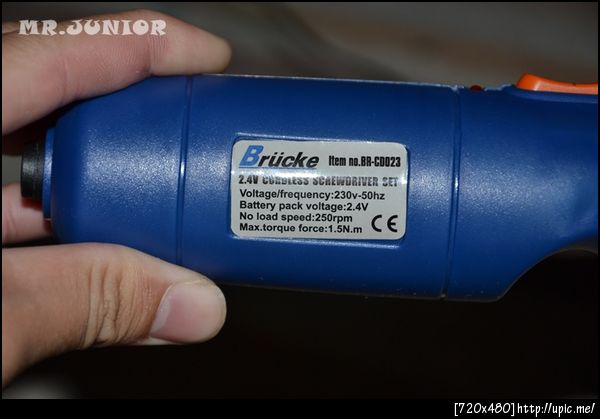 MR.JUNIOR
Brücke Item no.BR-CD023
2.4V CORDLESS SCREWDRIVER SET
Voltage/frequency:230v-50hz
Battery pack voltage:2.4V
No load speed:250rpm
Max.torque force:1.5N.m CE
[720x480]http://upic.me/